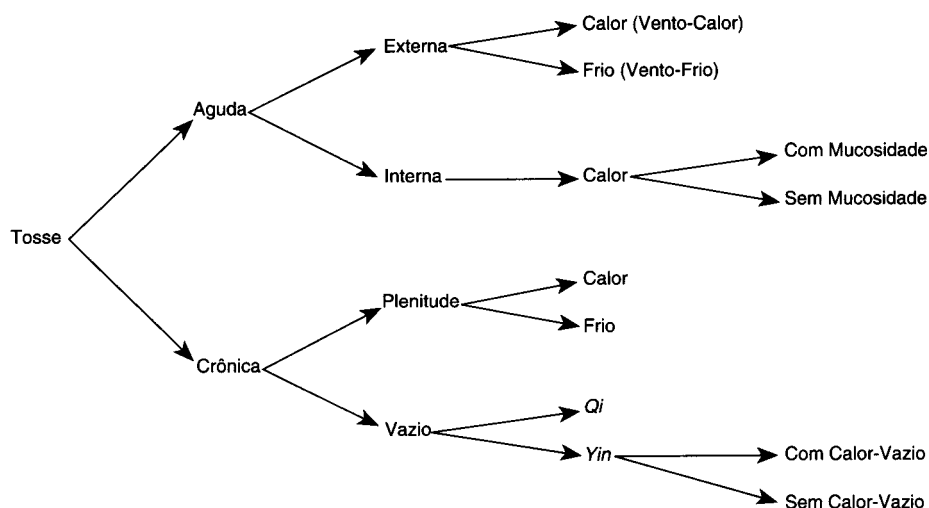 Calor (Vento-Calor)
Externa
Frio (Vento-Frio)
Aguda
Com Mucosidade
Interna
Calor
Sem Mucosidade
Tosse
Calor
Plenitude
Frio
Crônica
Qi
Vazio
Yin
Com Calor-Vazio
Sem Calor-Vazio